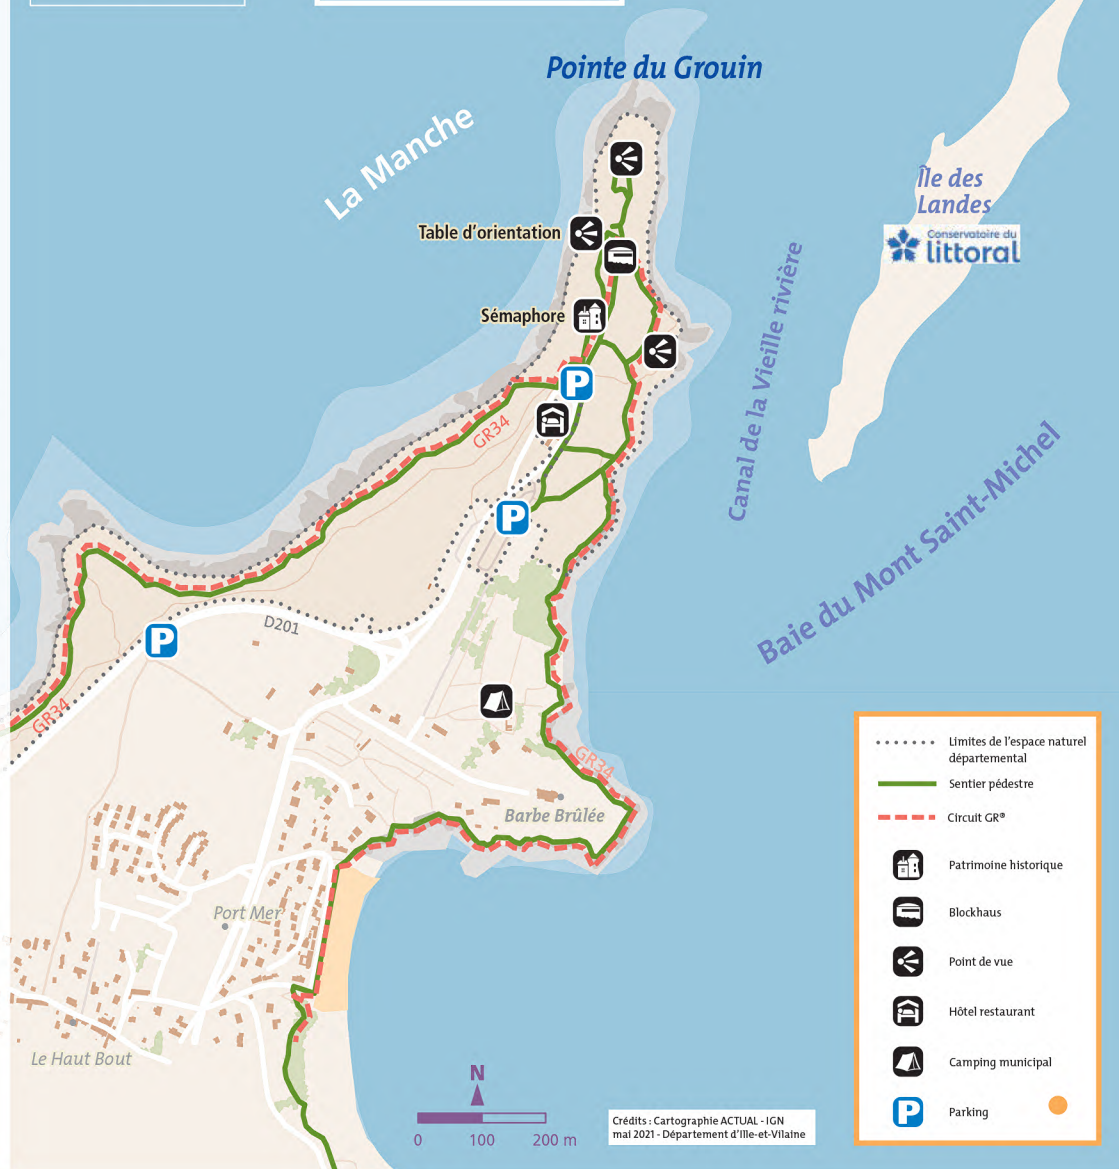 Pointe du Grouin
La Manche
Île des
Landes
Conservatoire du
littoral
Table d'orientation
Sémaphore
Canal de la Vieille rivière
P
GR34
Baie du Mont Saint-Michel
P
D201
P
GR34
GR34
Barbe Brûlée
Port Mer
Le Haut Bout
N
0 100 200 m
Crédits : Cartographie ACTUAL - IGN
mai 2021 - Département d'Ille-et-Vilaine
Limites de l'espace naturel
départemental
Sentier pédestre
Circuit GR®
Patrimoine historique
Blockhaus
Point de vue
Hôtel restaurant
Camping municipal
P Parking